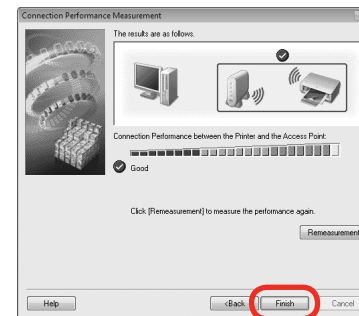 Connection Performance Measurement
The results are as follows.
Connection Performance between the Printer and the Access Point:
Good
Click [Remeasurement] to measure the performance again.
Remeasurement
Help
<Back
Finish
Cancel